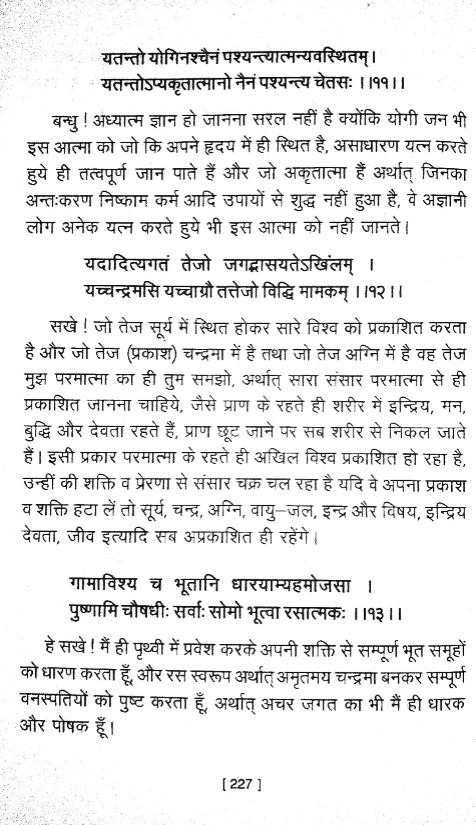 यतन्तो योगिनश्चैनं पश्यन्त्यात्मन्यवस्थितम्।
यतन्तोऽप्यकृतात्मानो नैनं पश्यन्त्य चेतसः ।।११।।
बन्धु ! अध्यात्म ज्ञान हो जानना सरल नहीं है क्योंकि योगी जन भी
इस आत्मा को जो कि अपने हृदय में ही स्थित है, असाधारण यत्न करते
हुये ही तत्वपूर्ण जान पाते हैं और जो अकृतात्मा हैं अर्थात् जिनका
अन्तःकरण निष्काम कर्म आदि उपायों से शुद्ध नहीं हुआ है, वे अज्ञानी
लोग अनेक यत्न करते हुये भी इस आत्मा को नहीं जानते।
यदादित्यगतं तेजो जगद्भासयतेऽखिंलम् ।
यच्चन्द्रमसि यच्चाग्रौ तत्तेजो विद्धि मामकम् ।।१२।।
सखे ! जो तेज सूर्य में स्थित होकर सारे विश्व को प्रकाशित करता
है और जो तेज (प्रकाश) चन्द्रमा में है तथा जो तेज अग्नि में है वह तेज
मुझ परमात्मा का ही तुम समझो, अर्थात् सारा संसार परमात्मा से ही
प्रकाशित जानना चाहिये, जैसे प्राण के रहते ही शरीर में इन्द्रिय, मन,
बुद्धि और देवता रहते हैं, प्राण छूट जाने पर सब शरीर से निकल जाते
हैं। इसी प्रकार परमात्मा के रहते ही अखिल विश्व प्रकाशित हो रहा है,
उन्हीं की शक्ति व प्रेरणा से संसार चक्र चल रहा है यदि वे अपना प्रकाश
व शक्ति हटा लें तो सूर्य, चन्द्र, अग्नि, वायु–जल, इन्द्र और विषय, इन्द्रिय
देवता, जीव इत्यादि सब अप्रकाशित ही रहेंगे।
गामाविश्य च भूतानि धारयाम्यहमोजसा ।
पुष्णामि चौषधीः सर्वाः सोमो भूत्वा रसात्मकः ।।१३।।
हे सखे ! मैं ही पृथ्वी में प्रवेश करके अपनी शक्ति से सम्पूर्ण भूत समूहों
को धारण करता हूँ, और रस स्वरूप अर्थात् अमृतमय चन्द्रमा बनकर सम्पूर्ण
वनस्पतियों को पुष्ट करता हूँ, अर्थात् अचर जगत का भी मैं ही धारक
और पोषक हूँ।
[ 227 ]